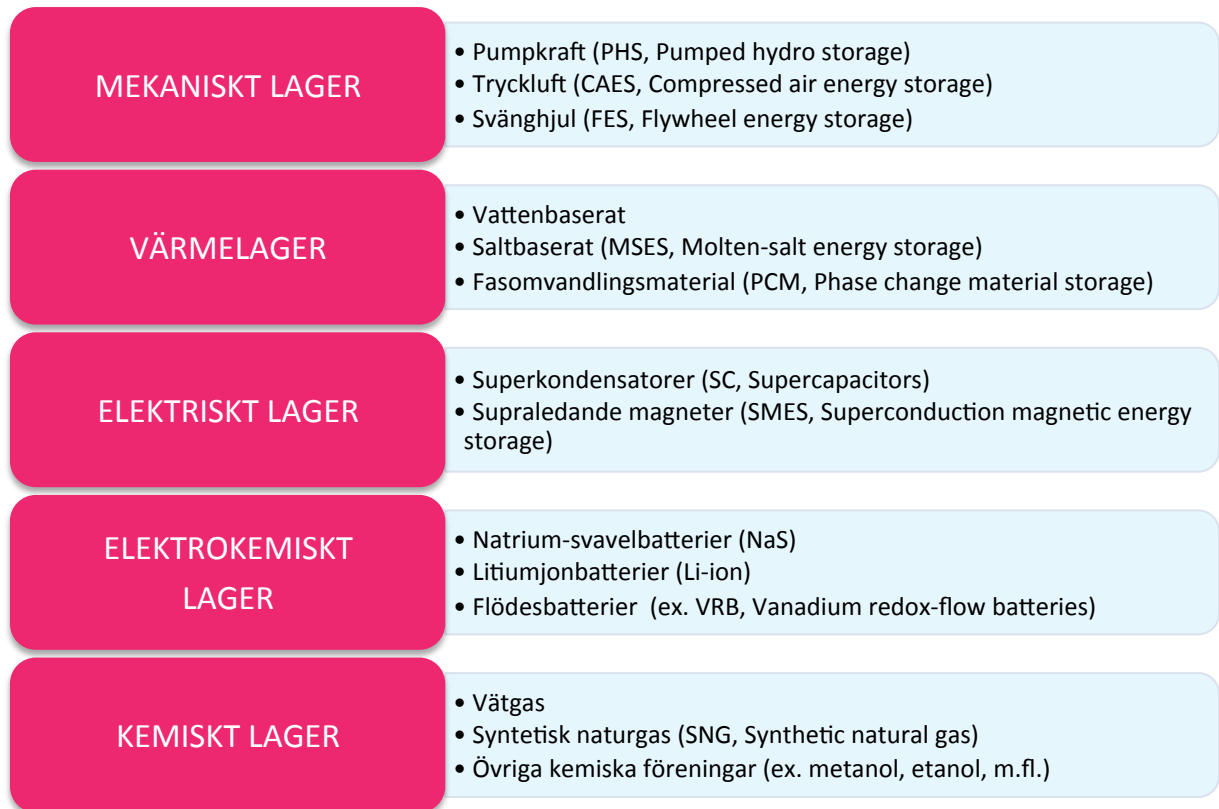 MEKANISKT LAGER
• Pumpkraft (PHS, Pumped hydro storage)
• Tryckluft (CAES, Compressed air energy storage)
• Svänghjul (FES, Flywheel energy storage)
VÄRMELAGER
• Vattenbaserat
• Saltbaserat (MSES, Molten-salt energy storage)
• Fasomvandlingsmaterial (PCM, Phase change material storage)
ELEKTRISKT LAGER
• Superkondensatorer (SC, Supercapacitors)
• Supraledande magneter (SMES, Superconduction magnetic energy
storage)
ELEKTROKEMISKT
LAGER
• Natrium-svavelbatterier (NaS)
• Litiumjonbatterier (Li-ion)
• Flödesbatterier (ex. VRB, Vanadium redox-flow batteries)
KEMISKT LAGER
• Vätgas
• Syntetisk naturgas (SNG, Synthetic natural gas)
• Övriga kemiska föreningar (ex. metanol, etanol, m.fl.)